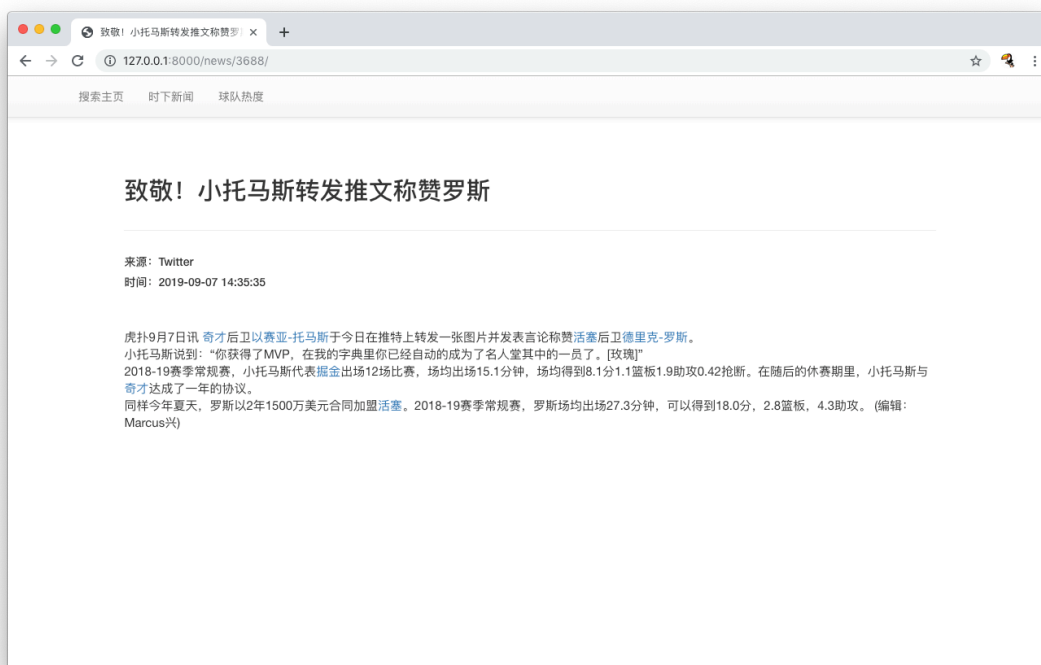 致敬！小托马斯转发推文称赞罗
127.0.0.1:8000/news/3688/
搜索主页 时下新闻 球队热度
致敬！小托马斯转发推文称赞罗斯
来源：Twitter
时间：2019-09-07 14:35:35
虎扑9月7日讯 奇才后卫以赛亚-托马斯于今日在推特上转发一张图片并发表言论称赞活塞后卫德里克-罗斯。
小托马斯说到：“你获得了MVP，在我的字典里你已经自动的成为了名人堂其中的一员了。[玫瑰]”
2018-19赛季常规赛，小托马斯代表掘金出场12场比赛，场均出场15.1分钟，场均得到8.1分1.1篮板1.9助攻0.42抢断。在随后的休赛期里，小托马斯与
奇才达成了一年的协议。
同样今年夏天，罗斯以2年1500万美元合同加盟活塞。2018-19赛季常规赛，罗斯场均出场27.3分钟，可以得到18.0分，2.8篮板，4.3助攻。 (编辑：
Marcus兴)